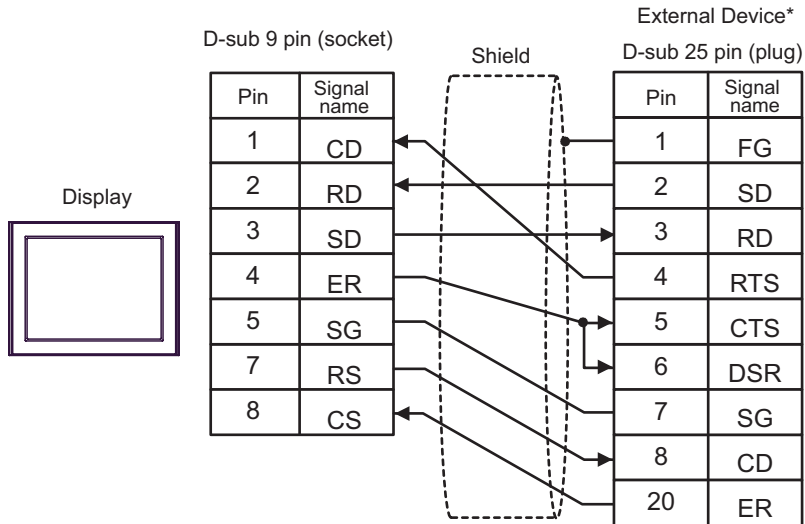 External Device*
D-sub 9 pin (socket)
Shield
D-sub 25 pin (plug)
Display
Pin Signal name
1 CD
2 RD
3 SD
4 ER
5 SG
7 RS
8 CS
Pin Signal name
1 FG
2 SD
3 RD
4 RTS
5 CTS
6 DSR
7 SG
8 CD
20 ER